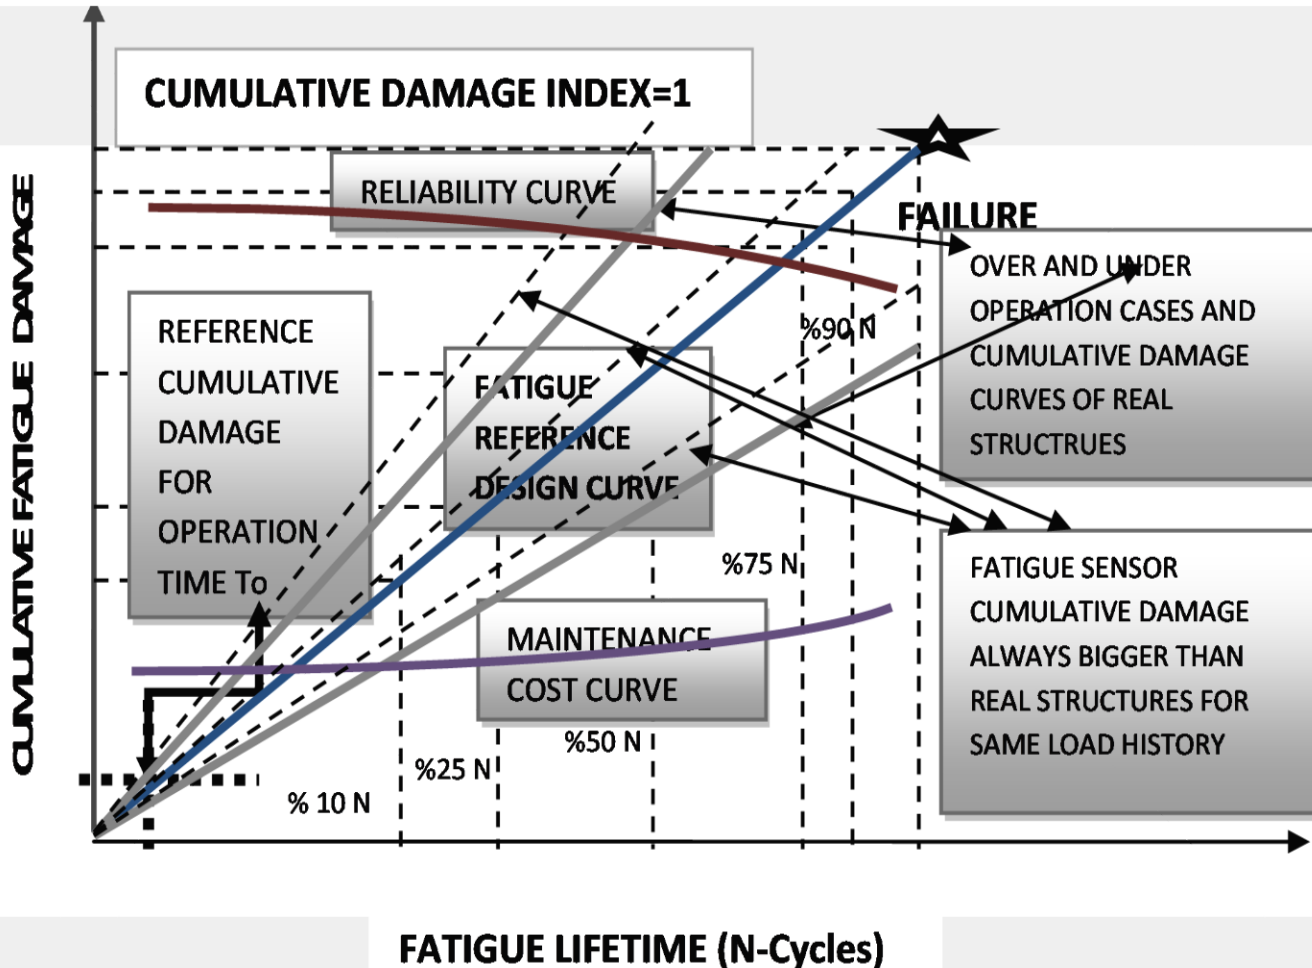 CUMULATIVE DAMAGE INDEX=1
RELIABILITY CURVE
FAILURE
OVER AND UNDER
OPERATION CASES AND
CUMULATIVE DAMAGE
CURVES OF REAL
STRUCTRUES
REFERENCE
CUMULATIVE
DAMAGE
FOR
OPERATION
TIME To
FATIGUE
REFERENCE
DESIGN CURVE
%90 N
%75 N
FATIGUE SENSOR
CUMULATIVE DAMAGE
ALWAYS BIGGER THAN
REAL STRUCTURES FOR
SAME LOAD HISTORY
MAINTENANCE
COST CURVE
%50 N
%25 N
% 10 N
CUMULATIVE FATIGUE DAMAGE
FATIGUE LIFETIME (N-Cycles)